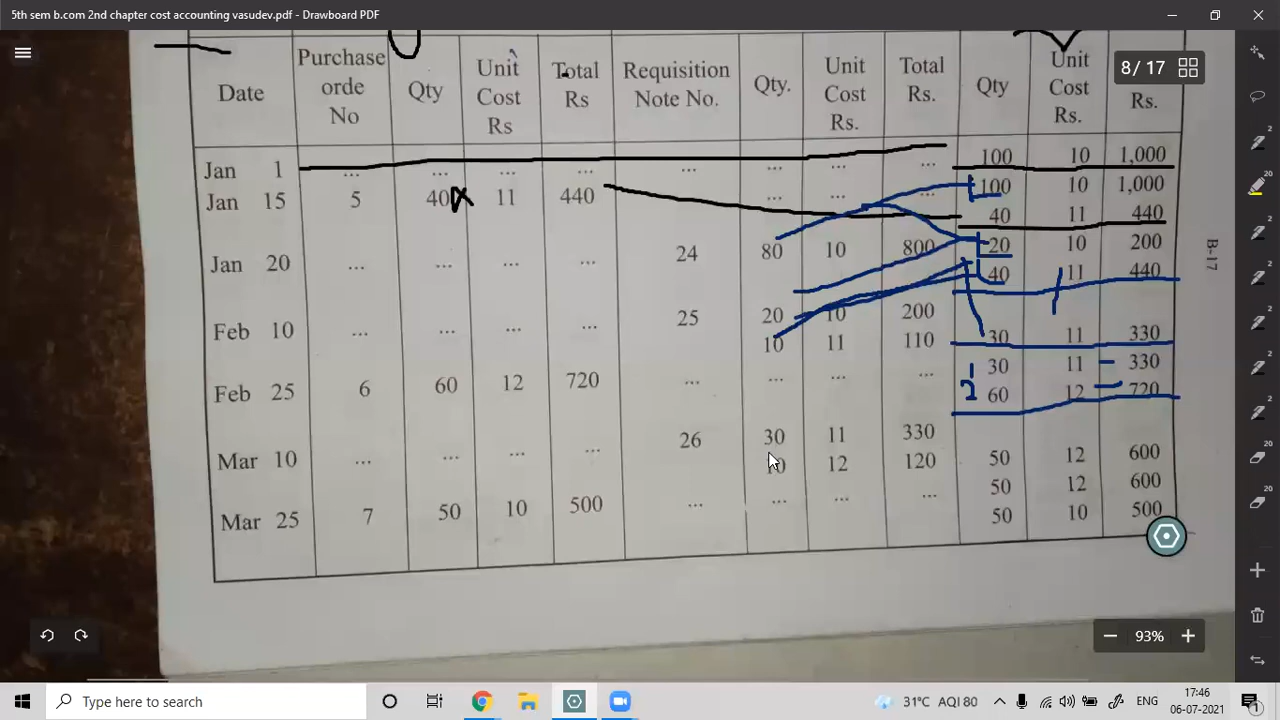 5th sem b.com 2nd chapter cost accounting vasudev.pdf - Drawboard PDF
8 / 17
Date Purchase orde No Qty Unit Cost Rs Total Rs Requisition Note No. Qty. Unit Cost Rs. Total Rs. Qty Unit Cost Rs. Rs.
Jan 1 ... ... ... ... ... ... ... ... 100 10 1,000
Jan 15 5 40 11 440 ... ... ... 100 10 1,000
40 11 440
Jan 20 ... ... ... ... 24 80 10 800 20 10 200
40 11 440
Feb 10 ... ... ... ... 25 20 10 200
10 11 110 30 11 330
Feb 25 6 60 12 720 ... ... ... ... 30 11 330
60 12 720
Mar 10 ... ... ... ... 26 30 11 330
10 12 120 50 12 600
Mar 25 7 50 10 500 ... ... ... ... 50 12 600
50 10 500
B-17
93%
Type here to search
31°C AQI 80
ENG
17:46
06-07-2021